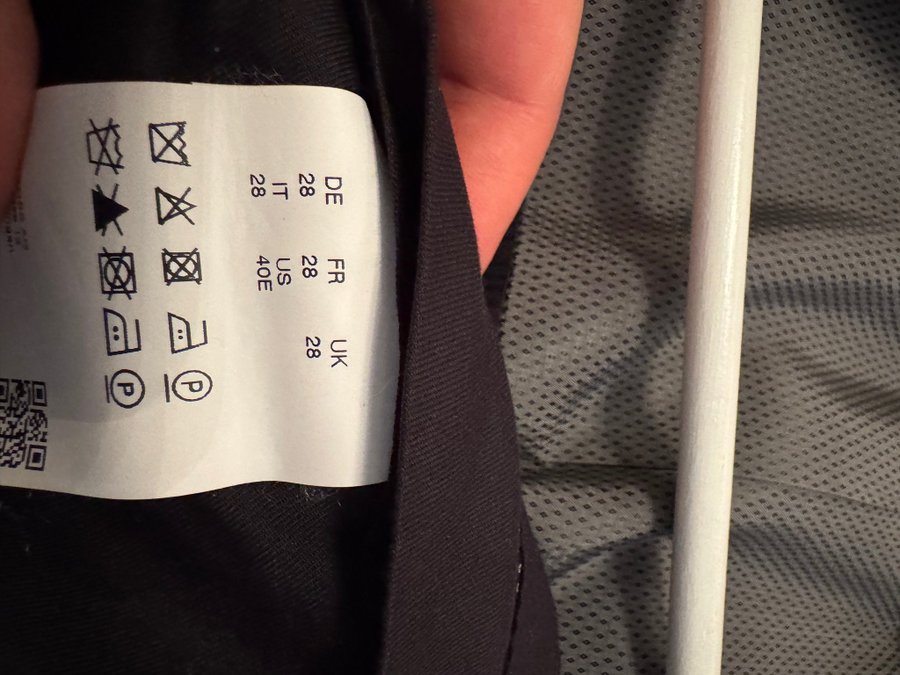 DE FR UK
28 28 28
IT US
28 40E
P
P